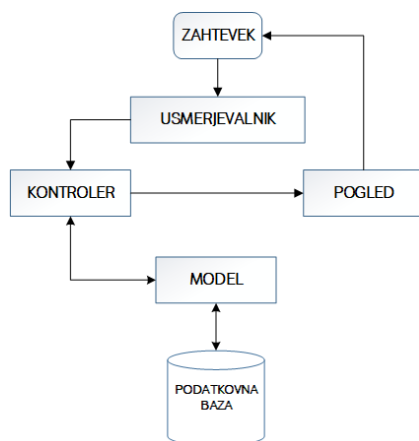 ZAHTEVEK
USMERJEVALNIK
KONTROLER
POGLED
MODEL
PODATKOVNA
BAZA